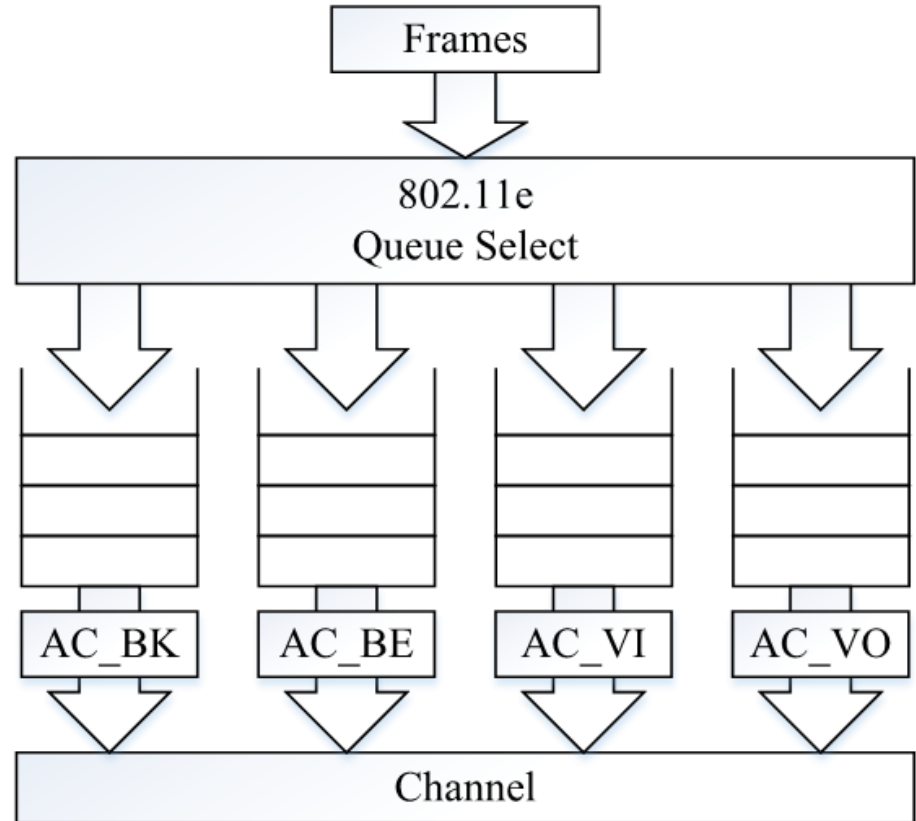 Frames
802.11e
Queue Select
AC_BK
AC_BE
AC_VI
AC_VO
Channel